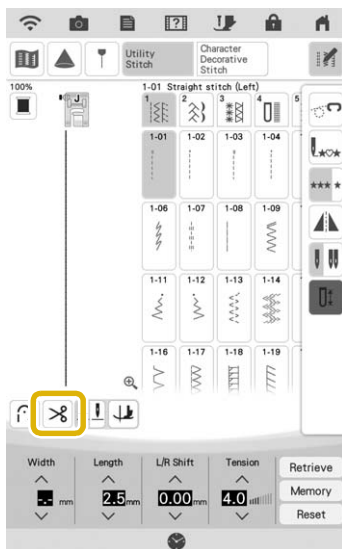 Utility
Stitch
Character
Decorative
Stitch
100%
1-01 Straight stitch (Left)
J
1 2 3 4 5
1-01 1-02 1-03 1-04
1-06 1-07 1-08 1-09
1-11 1-12 1-13 1-14
1-16 1-17 1-18 1-19
Width Length L/R Shift Tension
Retrieve
-.- mm 2.5 mm 0.00 mm 4.0
Memory
Reset